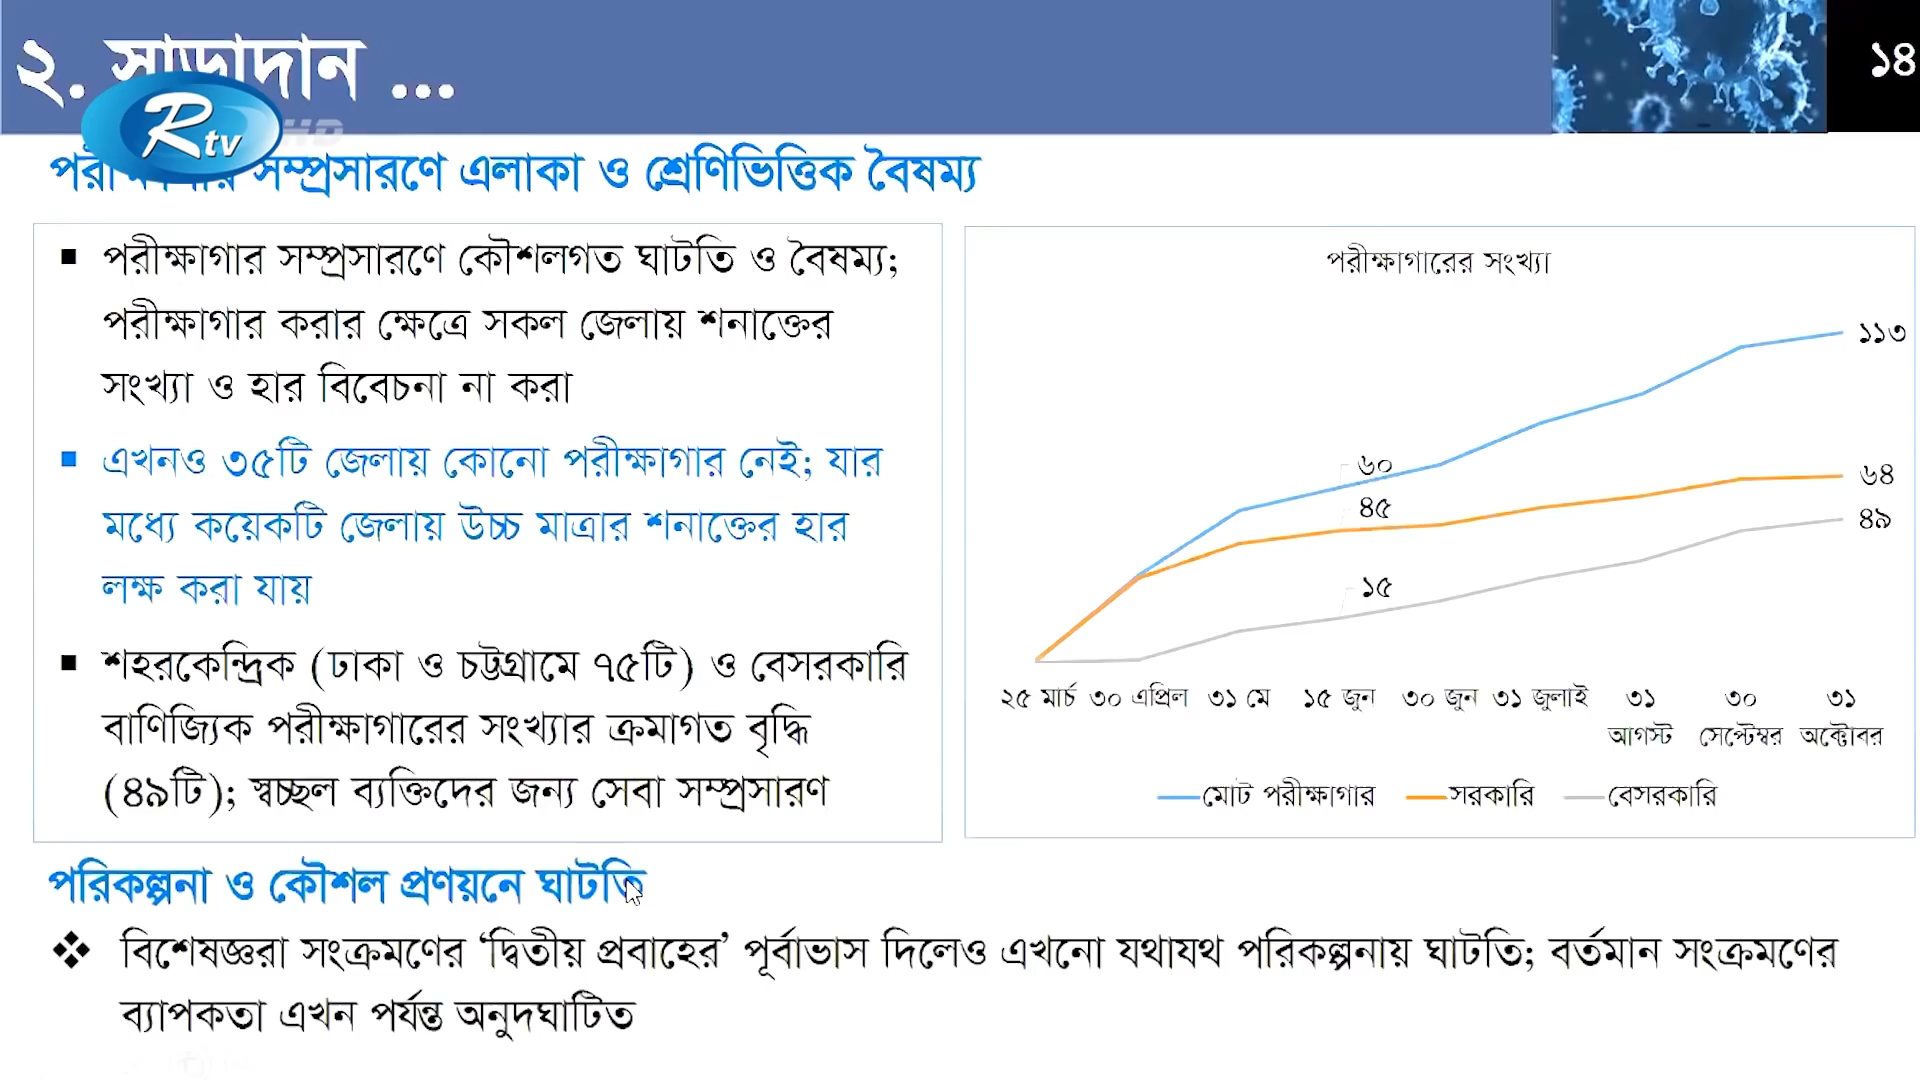 ২. সাড়াদান ...
১৪
Rtv HD
সম্প্রসারণে এলাকা ও শ্রেণিভিত্তিক বৈষম্য
■ পরীক্ষাগার সম্প্রসারণে কৌশলগত ঘাটতি ও বৈষম্য;
পরীক্ষাগার করার ক্ষেত্রে সকল জেলায় শনাক্তের
সংখ্যা ও হার বিবেচনা না করা
■ এখনও ৩৫টি জেলায় কোনো পরীক্ষাগার নেই; যার
মধ্যে কয়েকটি জেলায় উচ্চ মাত্রার শনাক্তের হার
লক্ষ করা যায়
■ শহরকেন্দ্রিক (ঢাকা ও চট্টগ্রামে ৭৫টি) ও বেসরকারি
বাণিজ্যিক পরীক্ষাগারের সংখ্যার ক্রমাগত বৃদ্ধি
(৪৯টি); স্বচ্ছল ব্যক্তিদের জন্য সেবা সম্প্রসারণ
পরীক্ষাগারের সংখ্যা
১১৩
৬০
৬৪
৪৫
৪৯
১৫
২৫ মার্চ ৩০ এপ্রিল ৩১ মে ১৫ জুন ৩০ জুন ৩১ জুলাই ৩১ ৩০ ৩১
আগস্ট সেপ্টেম্বর অক্টোবর
মোট পরীক্ষাগার সরকারি বেসরকারি
পরিকল্পনা ও কৌশল প্রণয়নে ঘাটতি
❖ বিশেষজ্ঞরা সংক্রমণের ‘দ্বিতীয় প্রবাহের’ পূর্বাভাস দিলেও এখনো যথাযথ পরিকল্পনায় ঘাটতি; বর্তমান সংক্রমণের
ব্যাপকতা এখন পর্যন্ত অনুদঘাটিত